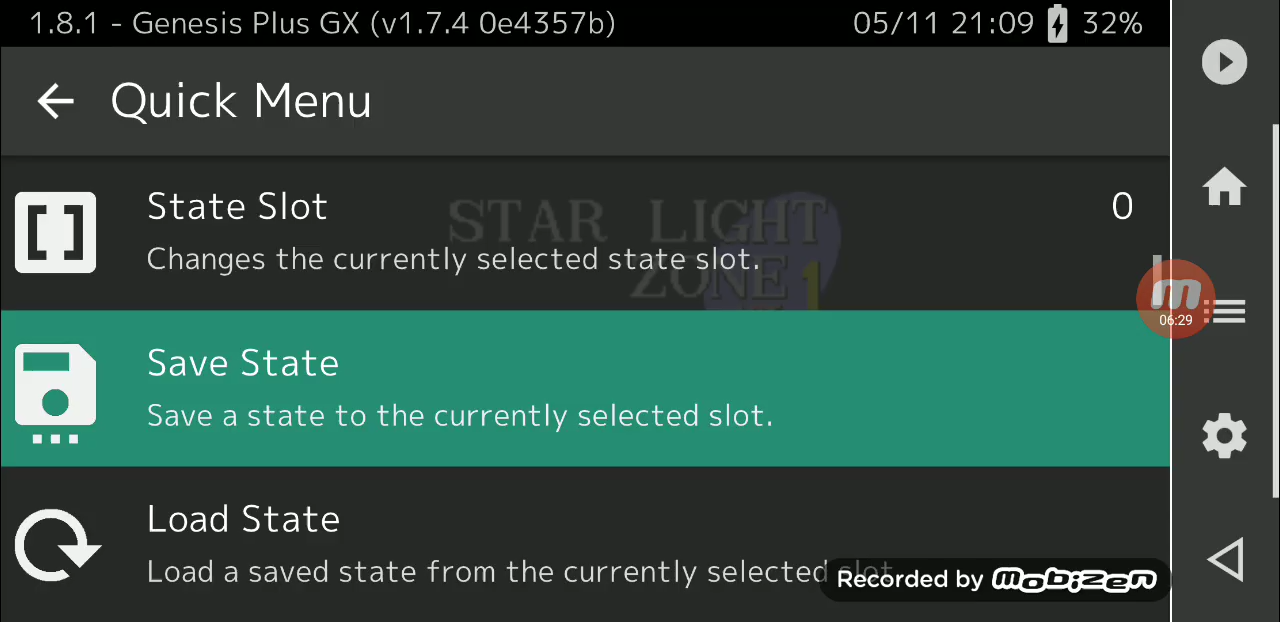 1.8.1 - Genesis Plus GX (v1.7.4 0e4357b)
05/11 21:09 32%
Quick Menu
State Slot 0
Changes the currently selected state slot.
STAR LIGHT
ZONE 1
Save State
Save a state to the currently selected slot.
Load State
Load a saved state from the currently selected slot.
m
06:29
Recorded by mobizen